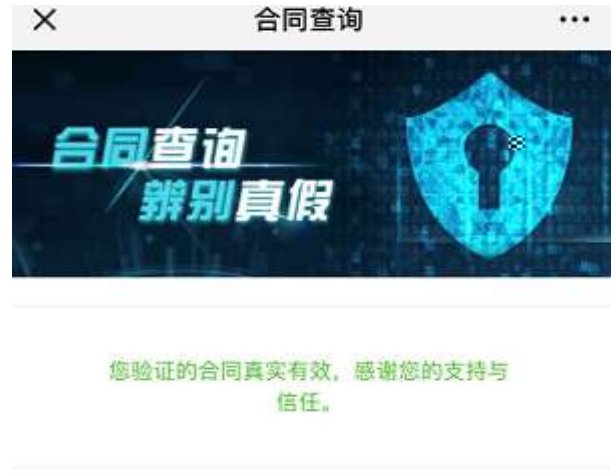 合同查询
合同查询
辨别真假
您验证的合同真实有效，感谢您的支持与
信任。